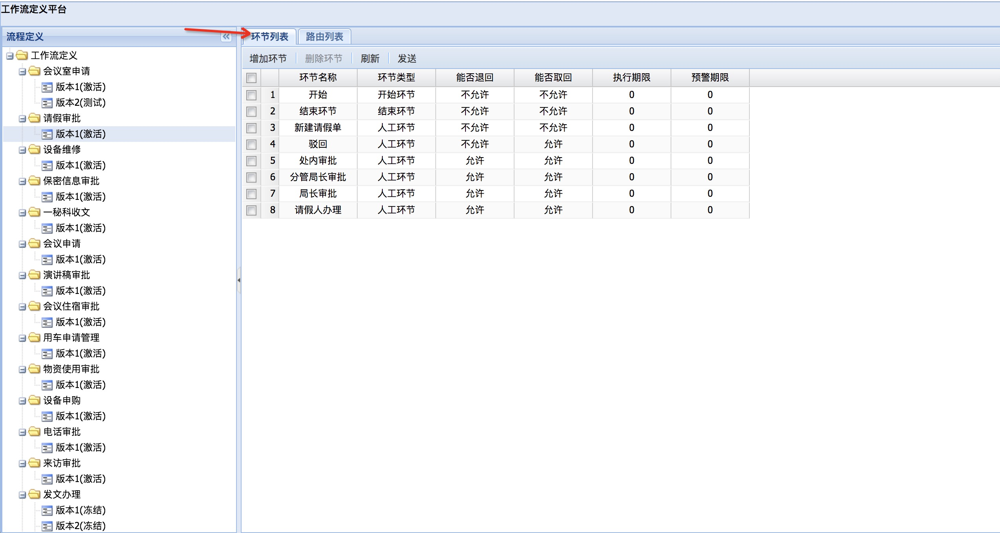 工作流定义平台
流程定义
工作流定义
会议室申请
版本1(激活)
版本2(测试)
请假审批
版本1(激活)
设备维修
版本1(激活)
保密信息审批
版本1(激活)
一秘科收文
版本1(激活)
会议申请
版本1(激活)
演讲稿审批
版本1(激活)
会议住宿审批
版本1(激活)
用车申请管理
版本1(激活)
物资使用审批
版本1(激活)
设备申购
版本1(激活)
电话审批
版本1(激活)
来访审批
版本1(激活)
发文办理
版本1(冻结)
版本2(冻结)
环节列表 路由列表
增加环节 删除环节 刷新 发送
环节名称 环节类型 能否退回 能否取回 执行期限 预警期限
1 开始 开始环节 不允许 不允许 0 0
2 结束环节 结束环节 不允许 不允许 0 0
3 新建请假单 人工环节 不允许 不允许 0 0
4 驳回 人工环节 不允许 允许 0 0
5 处内审批 人工环节 允许 允许 0 0
6 分管局长审批 人工环节 允许 允许 0 0
7 局长审批 人工环节 允许 允许 0 0
8 请假人办理 人工环节 允许 允许 0 0